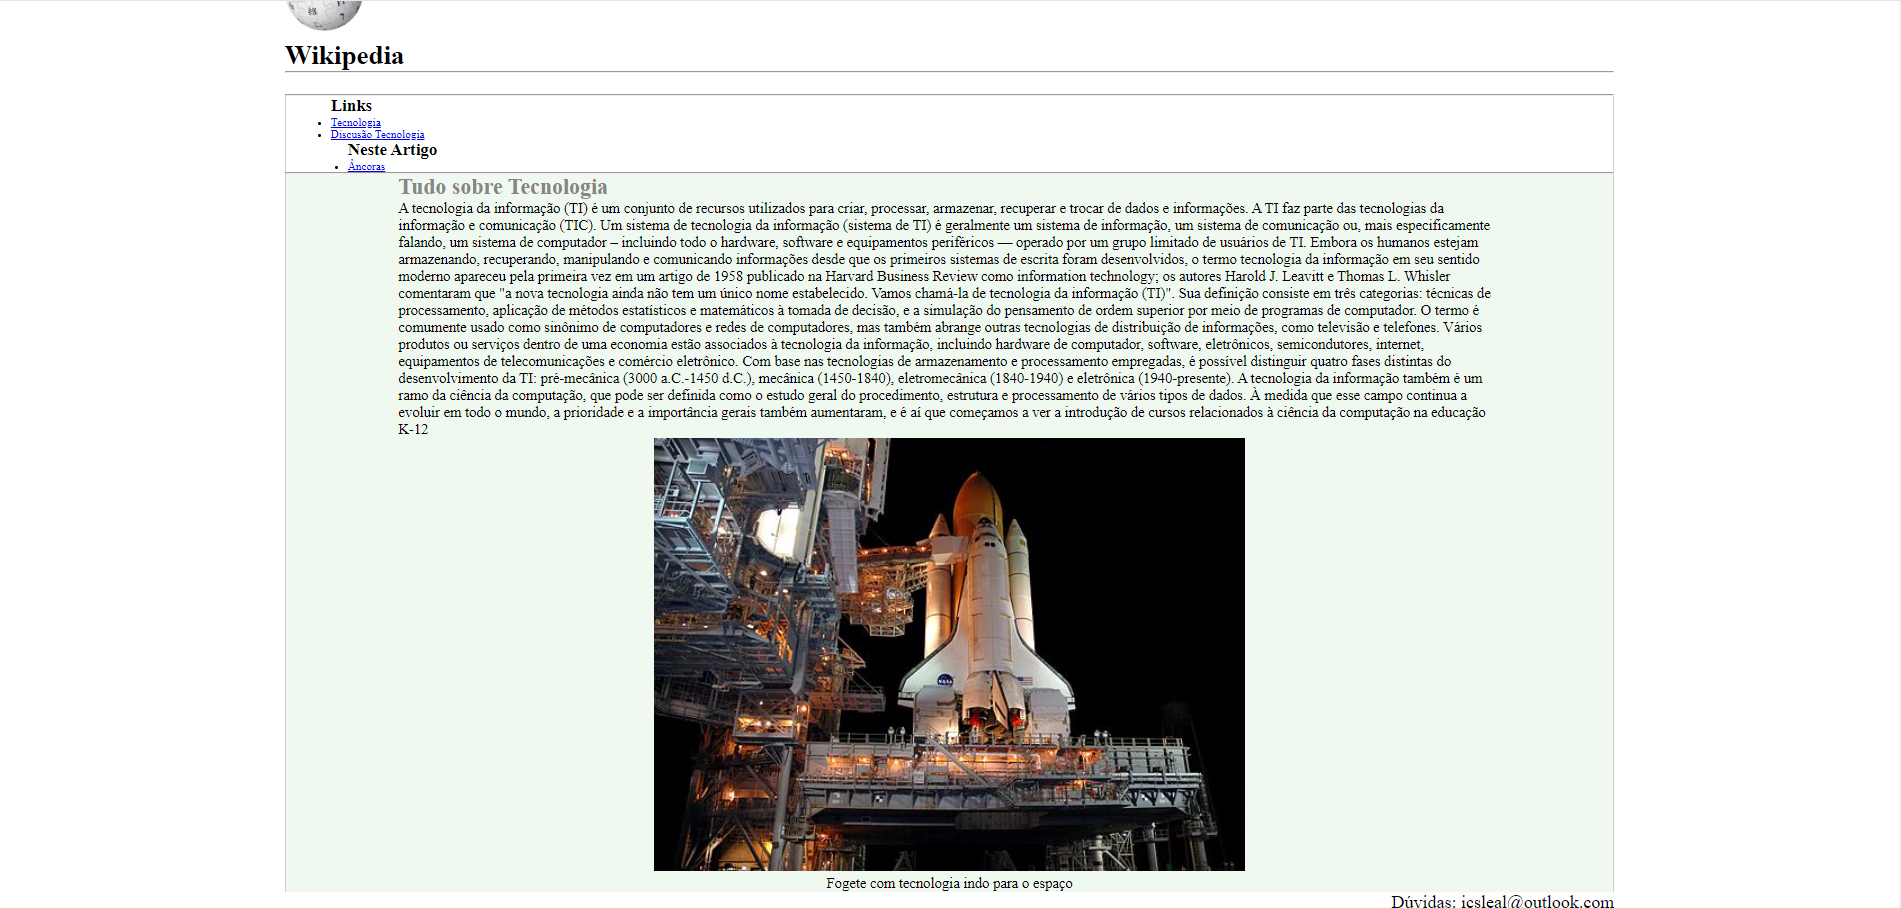 Wikipedia
Links
Tecnologia
Discusão Tecnologia
Neste Artigo
Âncoras
Tudo sobre Tecnologia
A tecnologia da informação (TI) é um conjunto de recursos utilizados para criar, processar, armazenar, recuperar e trocar de dados e informações. A TI faz parte das tecnologias da
informação e comunicação (TIC). Um sistema de tecnologia da informação (sistema de TI) é geralmente um sistema de informação, um sistema de comunicação ou, mais especificamente
falando, um sistema de computador – incluindo todo o hardware, software e equipamentos periféricos — operado por um grupo limitado de usuários de TI. Embora os humanos estejam
armazenando, recuperando, manipulando e comunicando informações desde que os primeiros sistemas de escrita foram desenvolvidos, o termo tecnologia da informação em seu sentido
moderno apareceu pela primeira vez em um artigo de 1958 publicado na Harvard Business Review como information technology; os autores Harold J. Leavitt e Thomas L. Whisler
comentaram que "a nova tecnologia ainda não tem um único nome estabelecido. Vamos chamá-la de tecnologia da informação (TI)". Sua definição consiste em três categorias: técnicas de
processamento, aplicação de métodos estatísticos e matemáticos à tomada de decisão, e a simulação do pensamento de ordem superior por meio de programas de computador. O termo é
comumente usado como sinônimo de computadores e redes de computadores, mas também abrange outras tecnologias de distribuição de informações, como televisão e telefones. Vários
produtos ou serviços dentro de uma economia estão associados à tecnologia da informação, incluindo hardware de computador, software, eletrônicos, semicondutores, internet,
equipamentos de telecomunicações e comércio eletrônico. Com base nas tecnologias de armazenamento e processamento empregadas, é possível distinguir quatro fases distintas do
desenvolvimento da TI: pré-mecânica (3000 a.C.-1450 d.C.), mecânica (1450-1840), eletromecânica (1840-1940) e eletrônica (1940-presente). A tecnologia da informação também é um
ramo da ciência da computação, que pode ser definida como o estudo geral do procedimento, estrutura e processamento de vários tipos de dados. À medida que esse campo continua a
evoluir em todo o mundo, a prioridade e a importância gerais também aumentaram, e é aí que começamos a ver a introdução de cursos relacionados à ciência da computação na educação
K-12
NASA
Fogete com tecnologia indo para o espaço
Dúvidas: icsleal@outlook.com